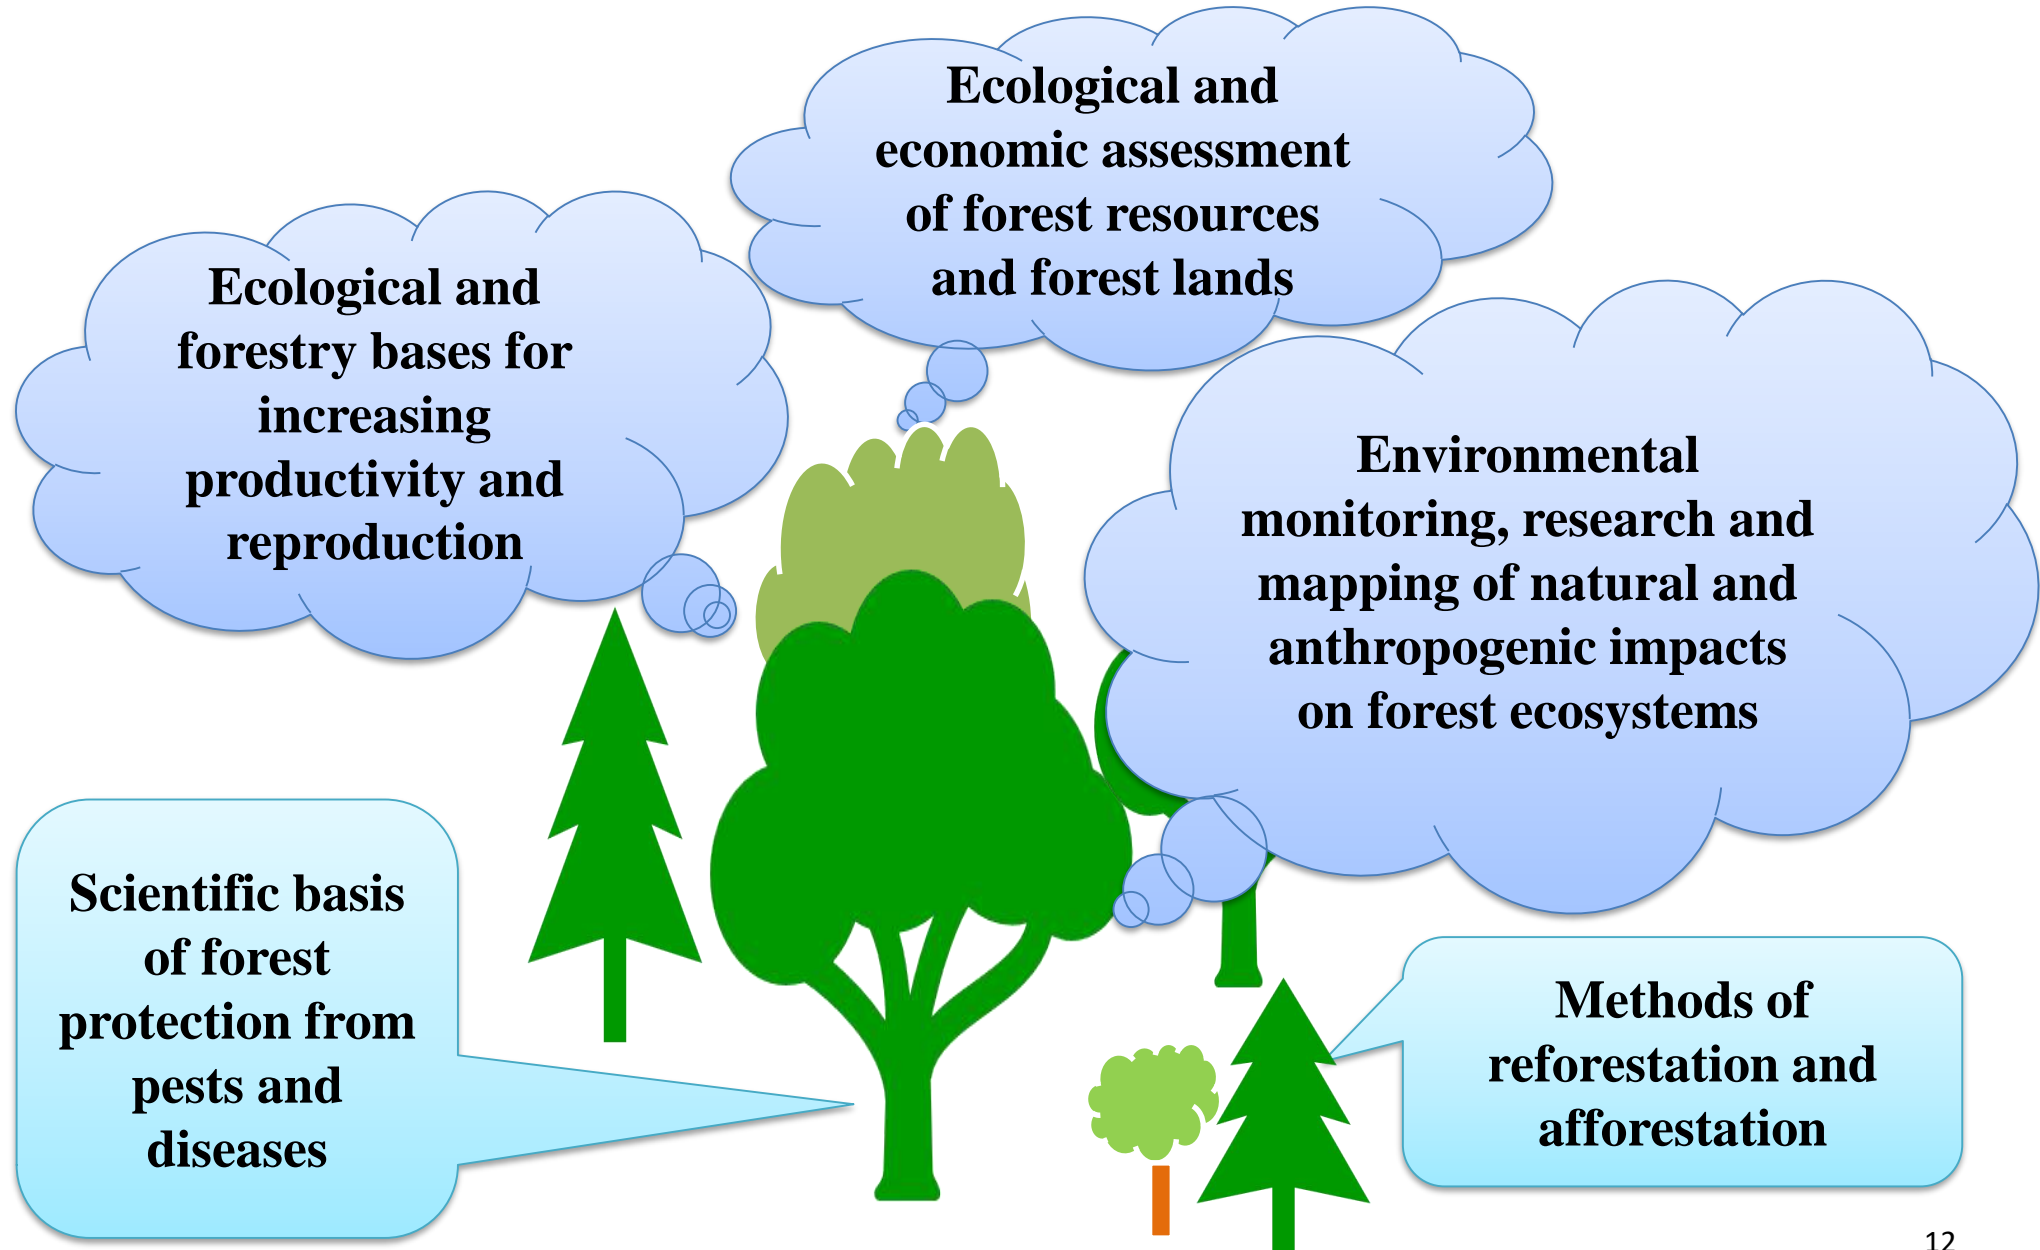 Ecological and
economic assessment
of forest resources
and forest lands
Ecological and
forestry bases for
increasing
productivity and
reproduction
Environmental
monitoring, research and
mapping of natural and
anthropogenic impacts
on forest ecosystems
Scientific basis
of forest
protection from
pests and
diseases
Methods of
reforestation and
afforestation
12